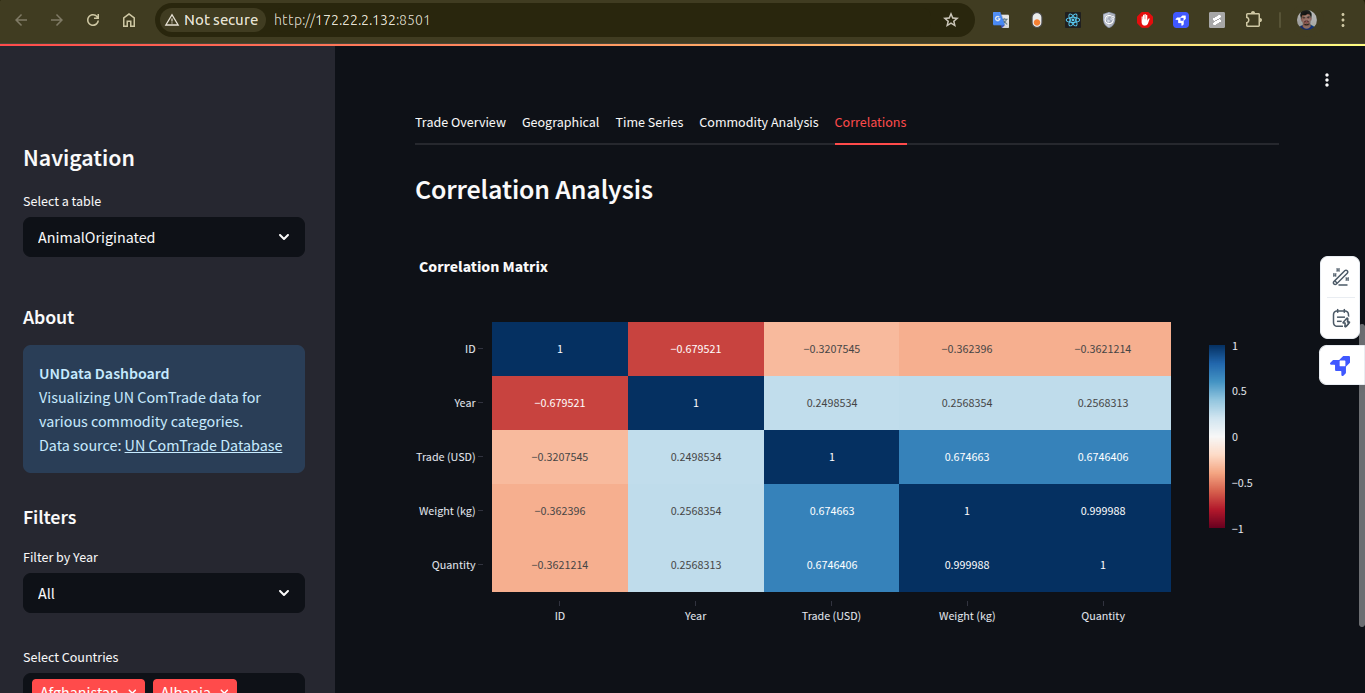 Not secure http://172.22.2.132:8501
Navigation
Select a table
AnimalOriginated
About
UNData Dashboard
Visualizing UN ComTrade data for
various commodity categories.
Data source: UN ComTrade Database
Filters
Filter by Year
All
Select Countries
Afghanistan × Albania ×
Trade Overview Geographical Time Series Commodity Analysis Correlations
Correlation Analysis
Correlation Matrix
ID 1 −0.679521 −0.3207545 −0.362396 −0.3621214
Year −0.679521 1 0.2498534 0.2568354 0.2568313
Trade (USD) −0.3207545 0.2498534 1 0.674663 0.6746406
Weight (kg) −0.362396 0.2568354 0.674663 1 0.999988
Quantity −0.3621214 0.2568313 0.6746406 0.999988 1
ID Year Trade (USD) Weight (kg) Quantity
1
0.5
0
−0.5
−1